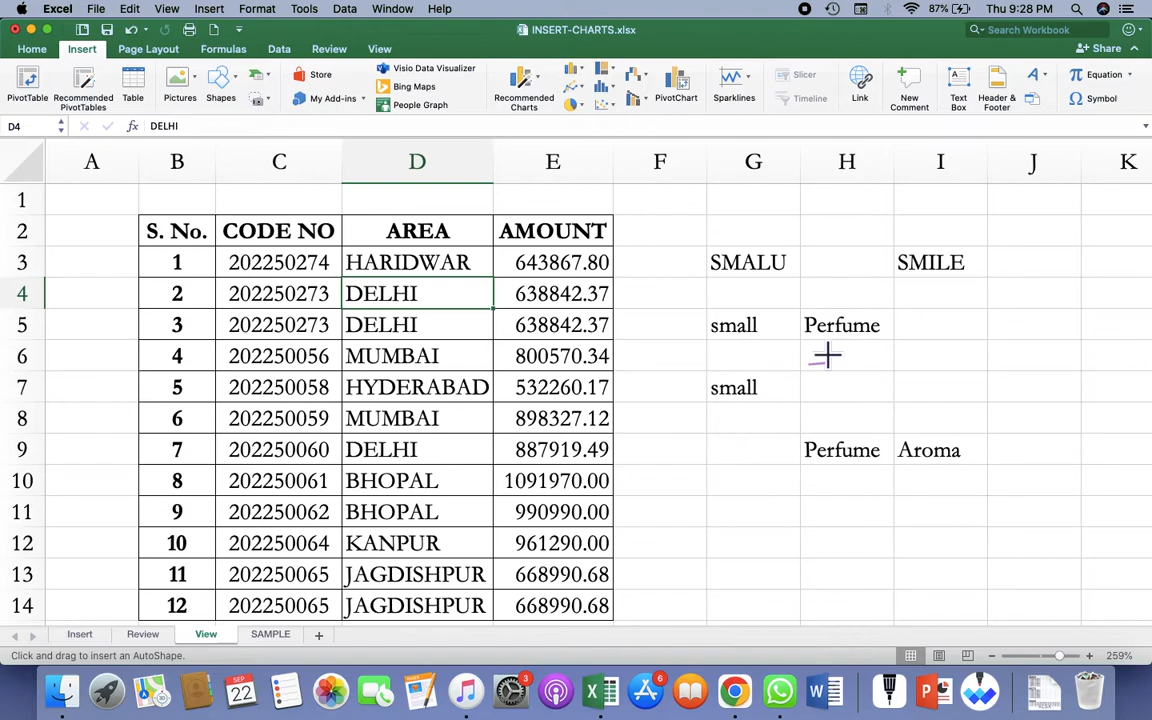 Excel File Edit View Insert Format Tools Data Window Help 87% Thu 9:28 PM
INSERT-CHARTS.xlsx Search Workbook
Home Insert Page Layout Formulas Data Review View Share
PivotTable Recommended PivotTables Table Pictures Shapes Store My Add-ins Visio Data Visualizer Bing Maps People Graph Recommended Charts PivotChart Sparklines Slicer Timeline Link New Comment Text Box Header & Footer Equation Symbol
D4 fx DELHI
A B C D E F G H I J K
1
2 S. No. CODE NO AREA AMOUNT
3 1 202250274 HARIDWAR 643867.80 SMALU SMILE
4 2 202250273 DELHI 638842.37
5 3 202250273 DELHI 638842.37 small Perfume
6 4 202250056 MUMBAI 800570.34
7 5 202250058 HYDERABAD 532260.17 small
8 6 202250059 MUMBAI 898327.12
9 7 202250060 DELHI 887919.49 Perfume Aroma
10 8 202250061 BHOPAL 1091970.00
11 9 202250062 BHOPAL 990990.00
12 10 202250064 KANPUR 961290.00
13 11 202250065 JAGDISHPUR 668990.68
14 12 202250065 JAGDISHPUR 668990.68
Insert Review View SAMPLE
Click and drag to insert an AutoShape. 259%
SEP 22 3 6